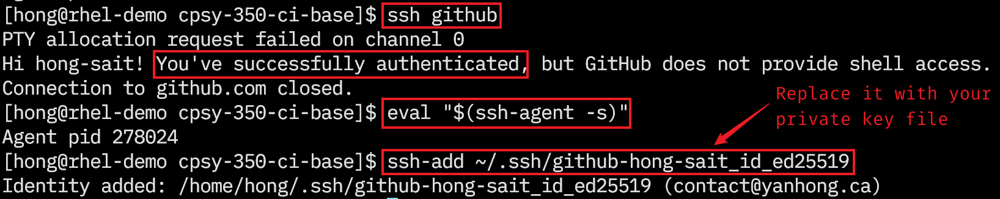 [hong@rhel-demo cpsy-350-ci-base]$ ssh github
PTY allocation request failed on channel 0
Hi hong-sait! You've successfully authenticated, but GitHub does not provide shell access.
Connection to github.com closed.
Replace it with your
private key file
[hong@rhel-demo cpsy-350-ci-base]$ eval "$(ssh-agent -s)"
Agent pid 278024
[hong@rhel-demo cpsy-350-ci-base]$ ssh-add ~/.ssh/github-hong-sait_id_ed25519
Identity added: /home/hong/.ssh/github-hong-sait_id_ed25519 (contact@yanhong.ca)